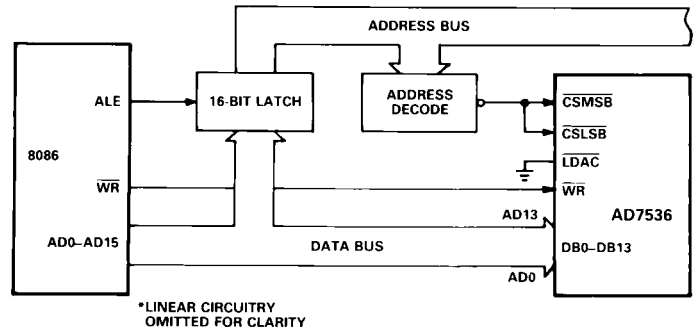 ADDRESS BUS
ALE
16-BIT LATCH
ADDRESS
DECODE
CSMSB
CSLSB
8086
LDAC
WR
WR
AD7536
AD13
AD0–AD15
DATA BUS
DB0–DB13
AD0
*LINEAR CIRCUITRY
OMITTED FOR CLARITY